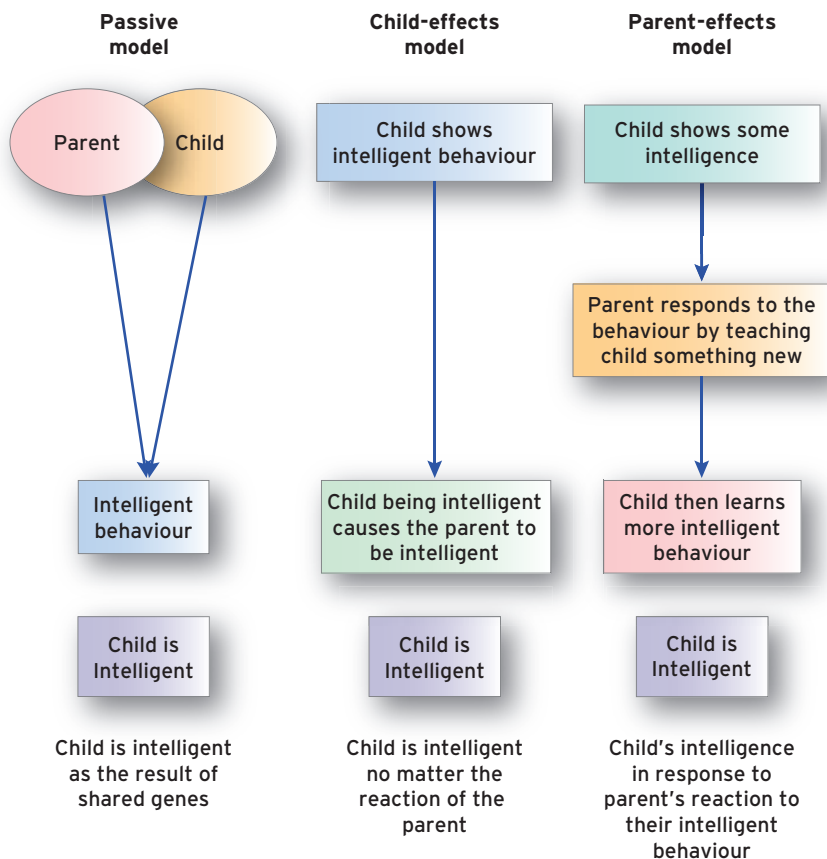 Passive
model
Parent
Child
Intelligent
behaviour
Child is
Intelligent
Child is intelligent
as the result of
shared genes
Child-effects
model
Child shows
intelligent behaviour
Child being intelligent
causes the parent to
be intelligent
Child is
Intelligent
Child is intelligent
no matter the
reaction of the
parent
Parent-effects
model
Child shows some
intelligence
Parent responds to the
behaviour by teaching
child something new
Child then learns
more intelligent
behaviour
Child is
Intelligent
Child’s intelligence
in response to
parent’s reaction to
their intelligent
behaviour